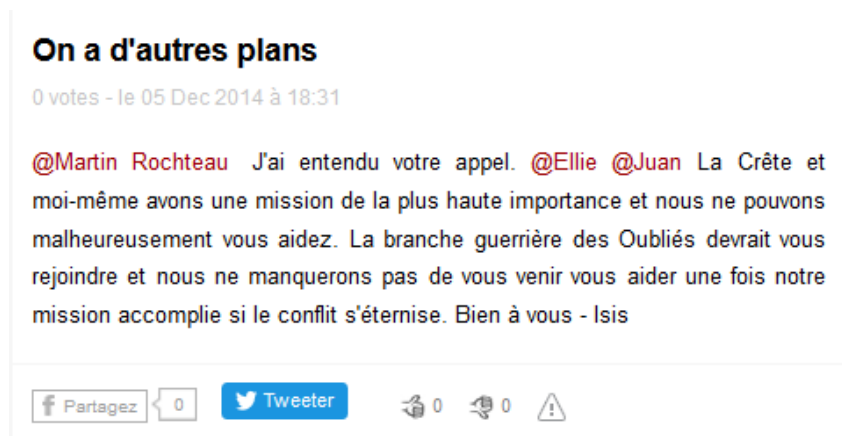 On a d'autres plans
0 votes - le 05 Dec 2014 à 18:31
@Martin Rochteau J'ai entendu votre appel. @Ellie @Juan La Crête et
moi-même avons une mission de la plus haute importance et nous ne pouvons
malheureusement vous aidez. La branche guerrière des Oubliés devrait vous
rejoindre et nous ne manquerons pas de vous venir vous aider une fois notre
mission accomplie si le conflit s'éternise. Bien à vous - Isis
f Partagez 0 Tweeter 0 0